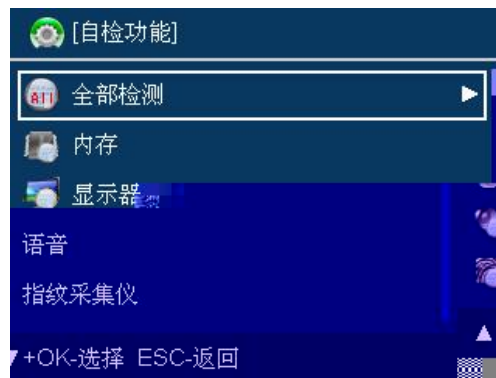 [自检功能]
全部检测
内存
显示器
语音
指纹采集仪
+OK-选择 ESC-返回